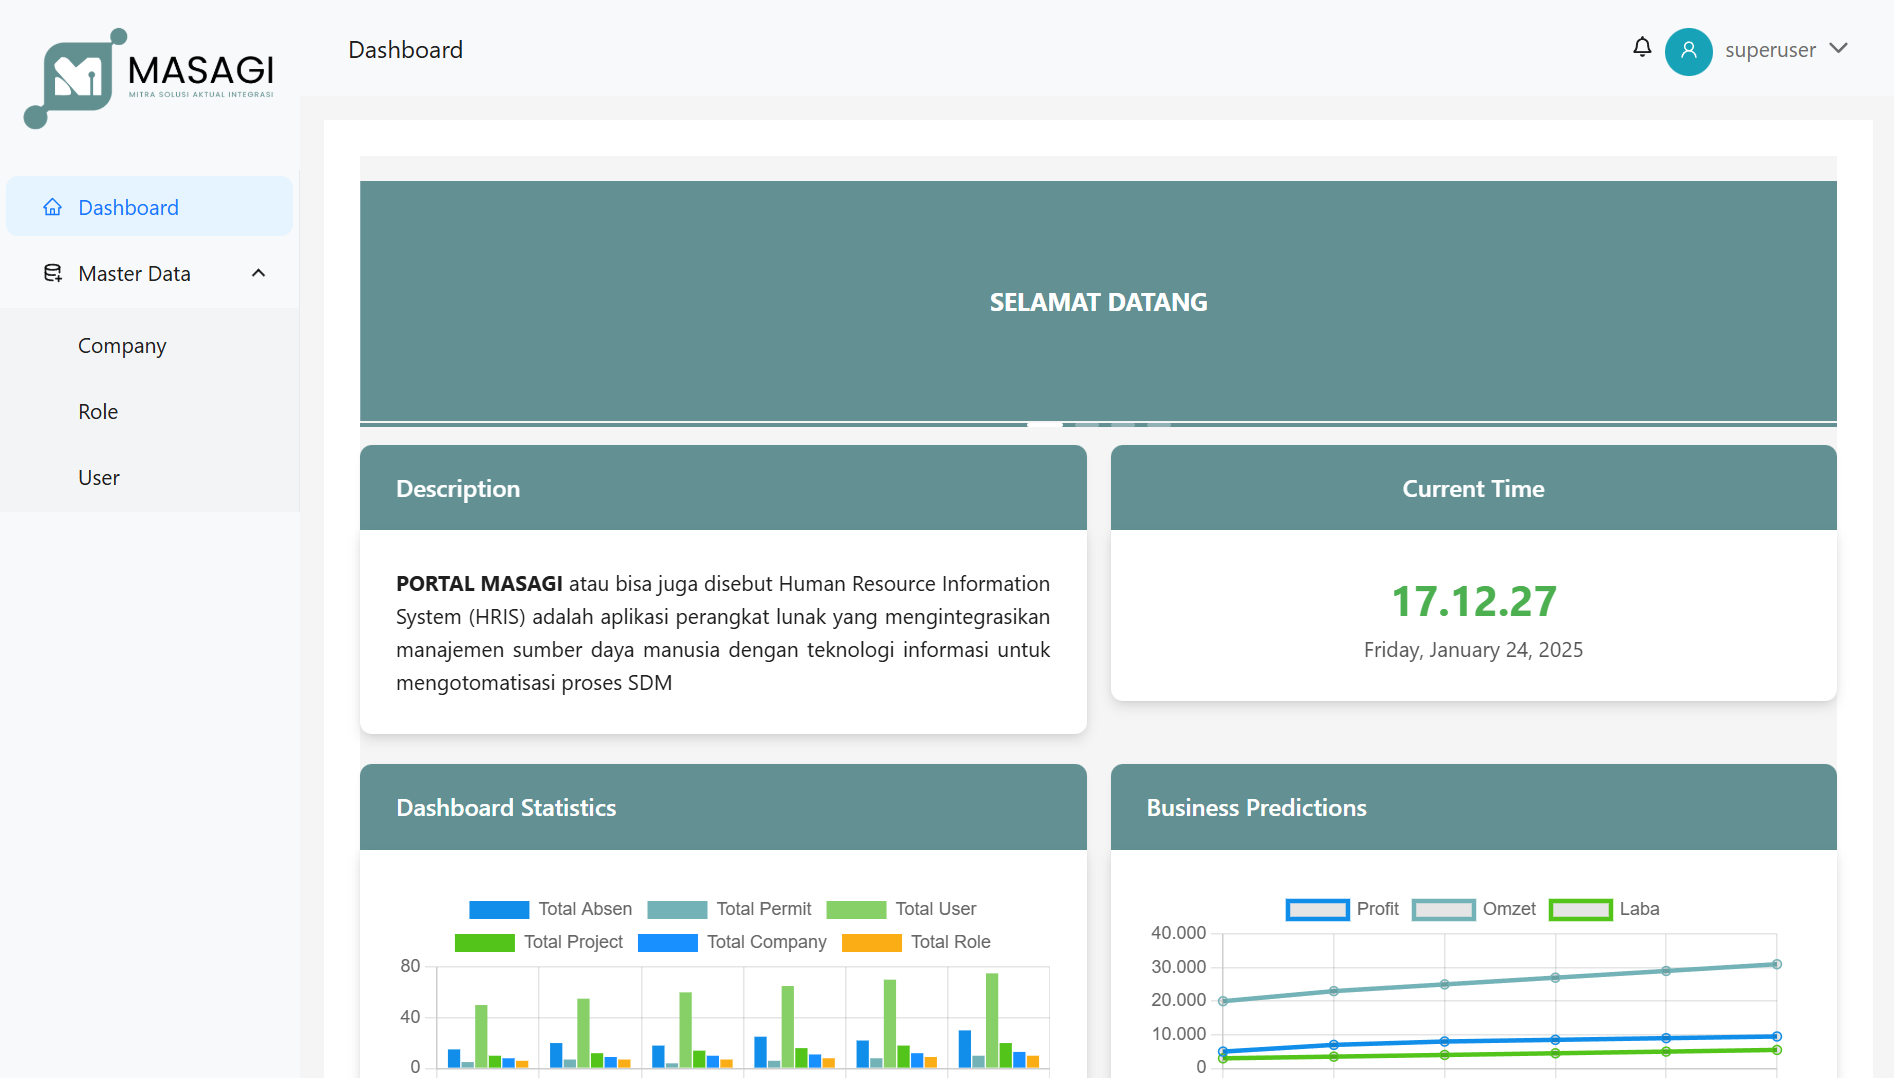 MASAGI
MITRA SOLUSI AKTUAL INTEGRASI
Dashboard
superuser
Dashboard
Master Data
Company
Role
User
SELAMAT DATANG
Description
PORTAL MASAGI atau bisa juga disebut Human Resource Information
System (HRIS) adalah aplikasi perangkat lunak yang mengintegrasikan
manajemen sumber daya manusia dengan teknologi informasi untuk
mengotomatisasi proses SDM
Current Time
17.12.27
Friday, January 24, 2025
Dashboard Statistics
Total Absen Total Permit Total User
Total Project Total Company Total Role
80
40
0
Business Predictions
Profit Omzet Laba
40.000
30.000
20.000
10.000
0